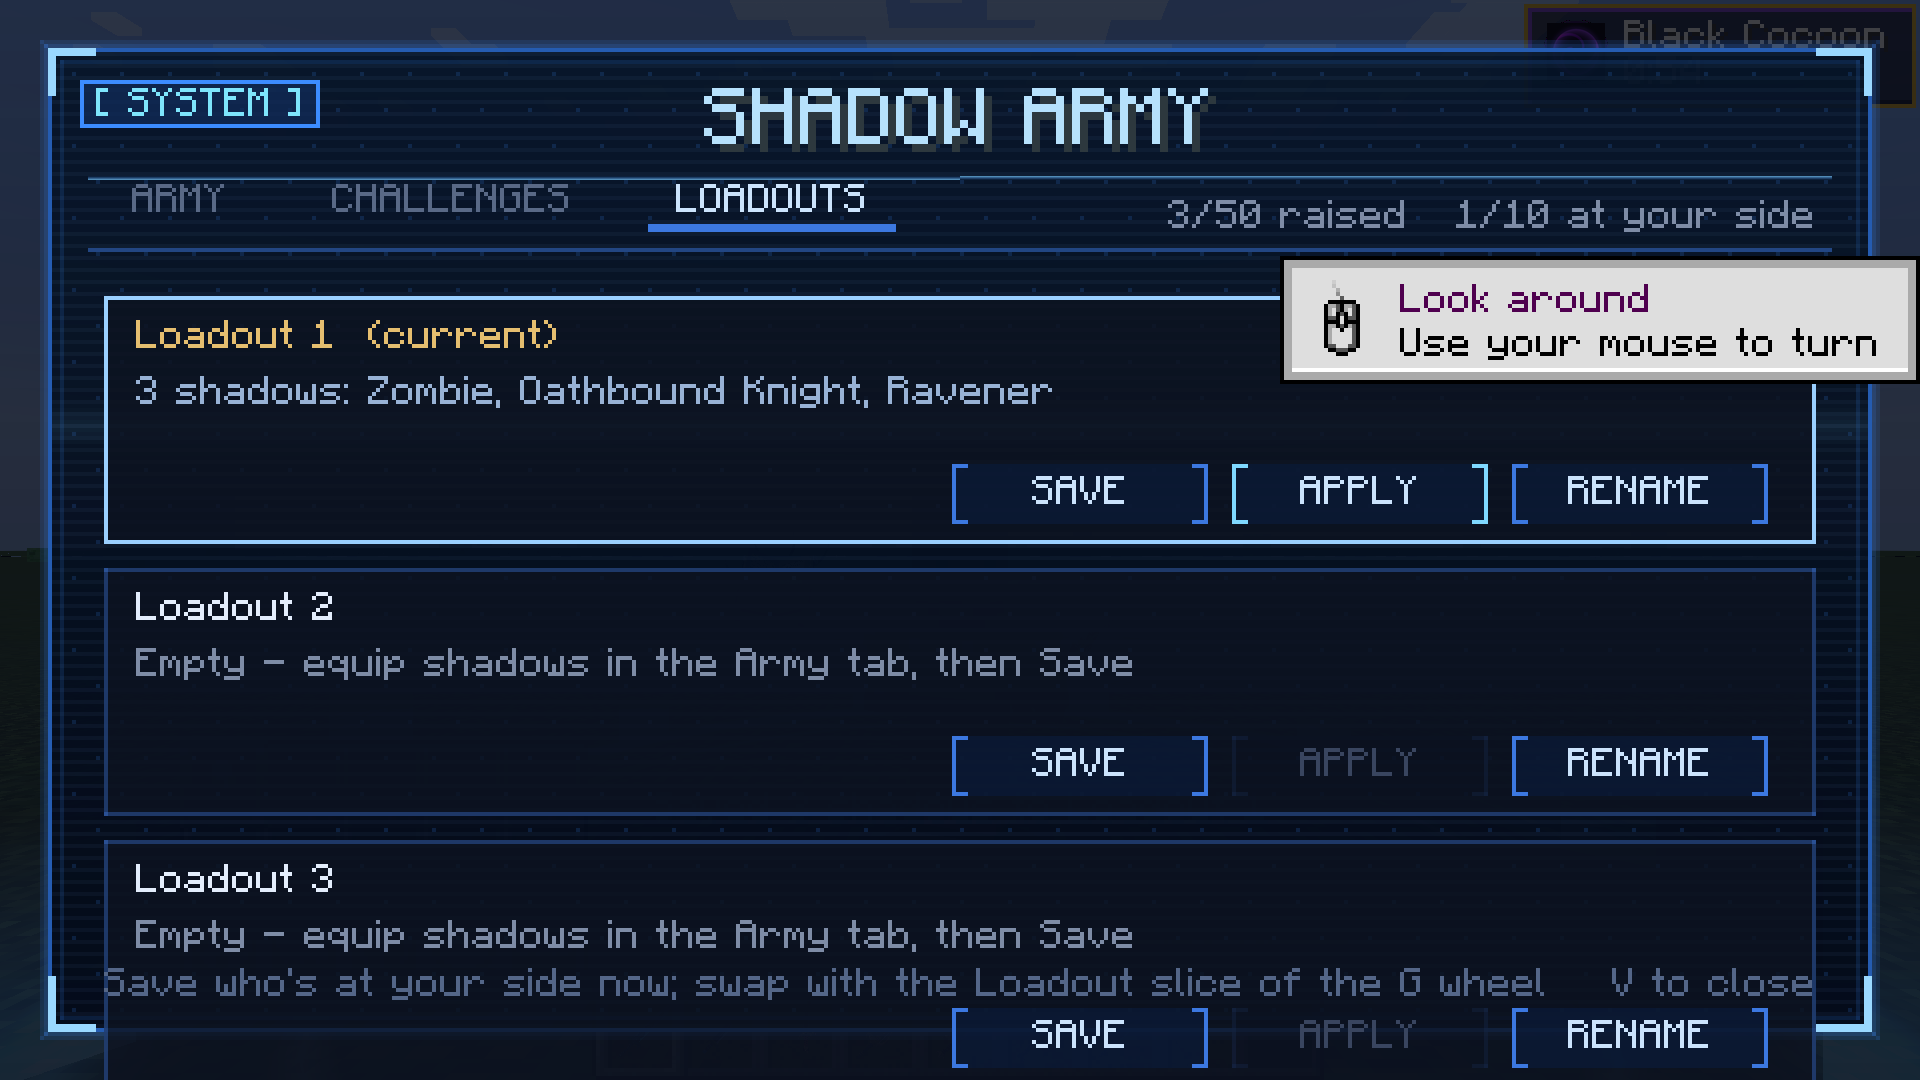 Black Cocoon
[ SYSTEM ]
SHADOW ARMY
ARMY CHALLENGES LOADOUTS
3/50 raised 1/10 at your side
Look around
Use your mouse to turn
Loadout 1 (current)
3 shadows: Zombie, Oathbound Knight, Ravener
SAVE APPLY RENAME
Loadout 2
Empty – equip shadows in the Army tab, then Save
SAVE APPLY RENAME
Loadout 3
Empty – equip shadows in the Army tab, then Save
Save who's at your side now; swap with the Loadout slice of the G wheel V to close
SAVE APPLY RENAME